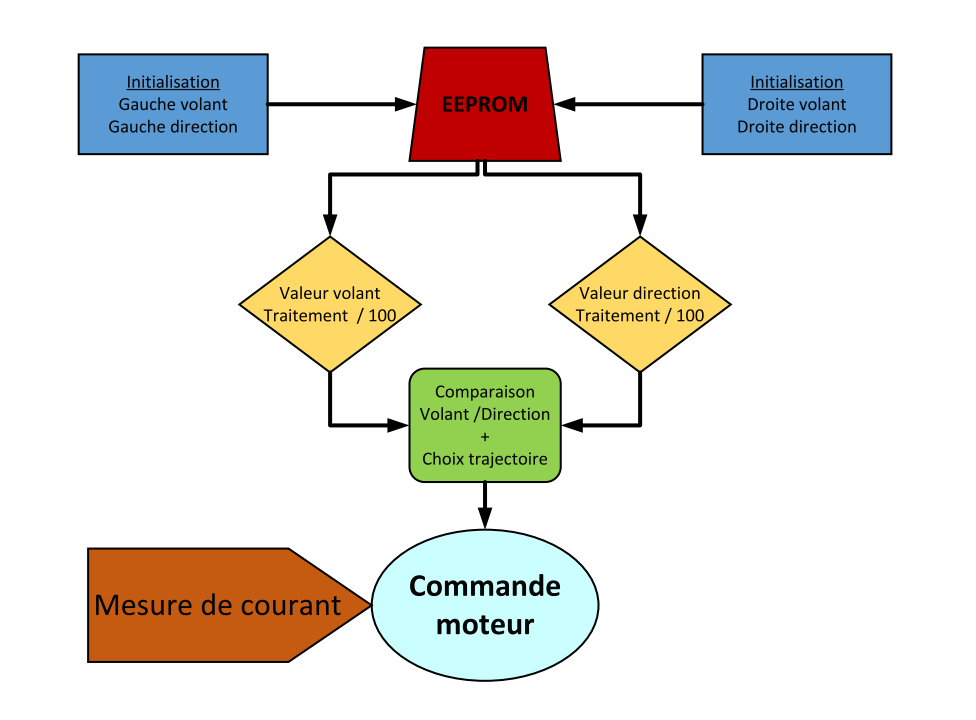 Initialisation
Gauche volant
Gauche direction
EEPROM
Initialisation
Droite volant
Droite direction
Valeur volant
Traitement / 100
Valeur direction
Traitement / 100
Comparaison
Volant /Direction
+
Choix trajectoire
Mesure de courant
Commande
moteur